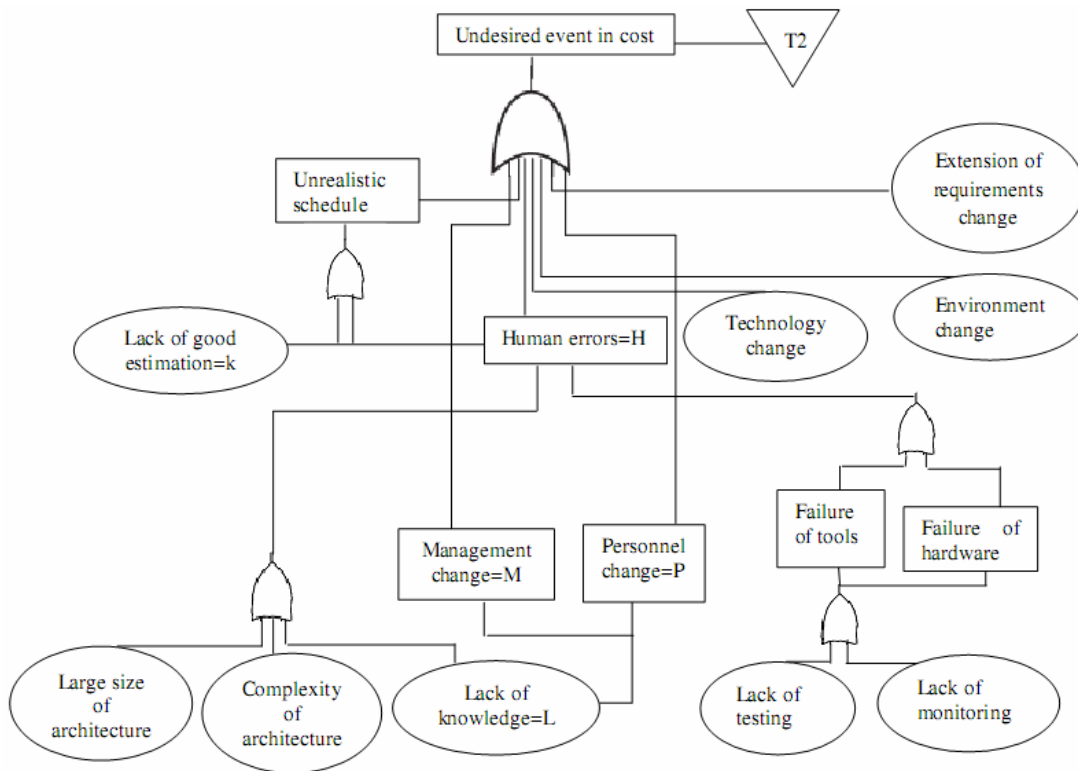 Undesired event in cost
T2
Unrealistic
schedule
Extension of
requirements
change
Lack of good
estimation=k
Human errors=H
Technology
change
Environment
change
Failure
of tools
Failure of
hardware
Management
change=M
Personnel
change=P
Large size
of
architecture
Complexity
of
architecture
Lack of
knowledge=L
Lack of
testing
Lack of
monitoring